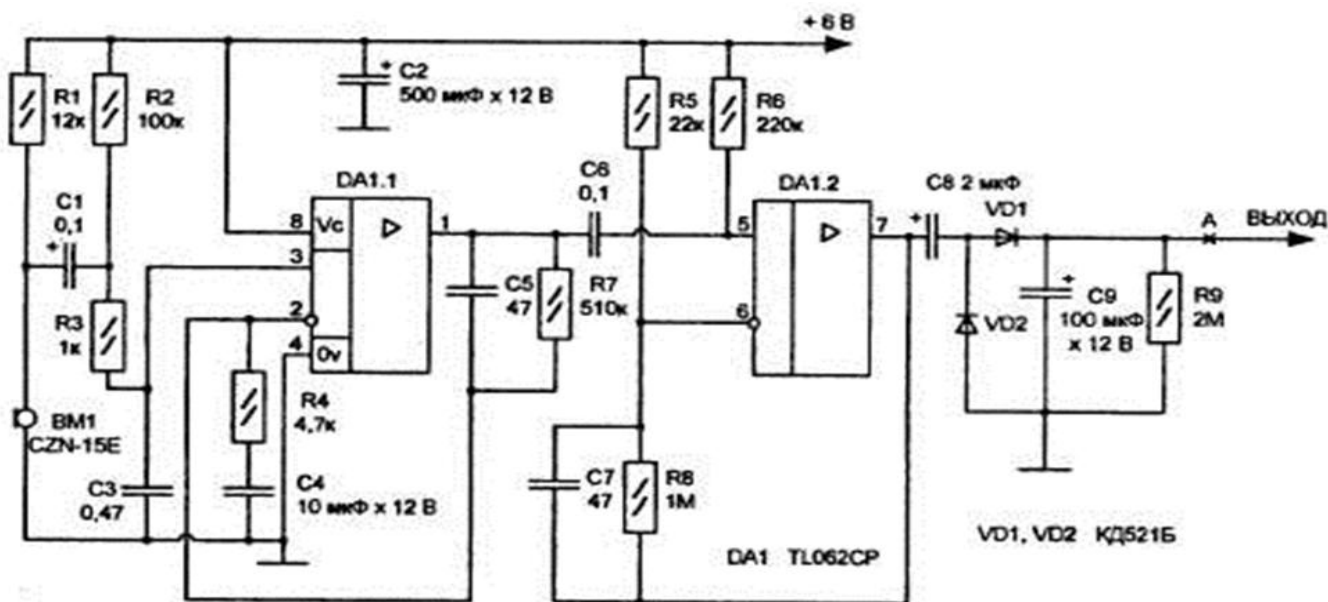 + 6 В
R1
12к
R2
100к
C2
500 мкФ х 12 В
R5
22к
R6
220к
DA1.1
C6
0,1
DA1.2
C8 2 мкФ
VD1
C1
0,1
+
8
Vc
1
5
7
A
ВЫХОД
3
2
4
0v
C5
47
R7
510к
6
VD2
C9
100 мкФ
х 12 В
R9
2М
R3
1к
BM1
CZN-15E
R4
4,7к
C3
0,47
C4
10 мкФ х 12 В
C7
47
R8
1М
DA1 TL062CP
VD1, VD2 КД521Б